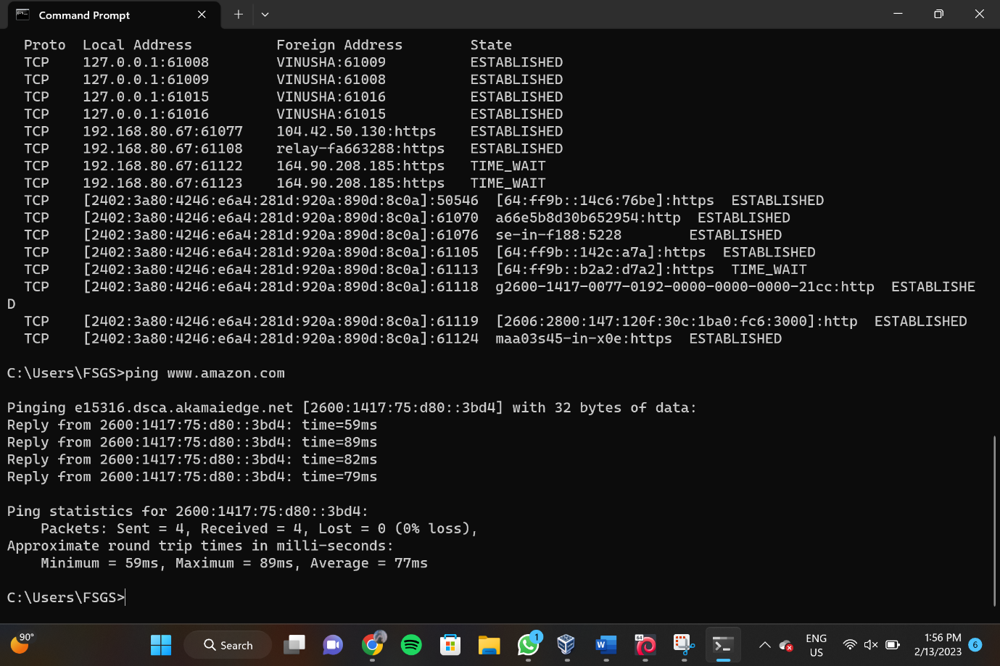 Command Prompt
Proto  Local Address          Foreign Address        State
TCP    127.0.0.1:61008        VINUSHA:61009          ESTABLISHED
TCP    127.0.0.1:61009        VINUSHA:61008          ESTABLISHED
TCP    127.0.0.1:61015        VINUSHA:61016          ESTABLISHED
TCP    127.0.0.1:61016        VINUSHA:61015          ESTABLISHED
TCP    192.168.80.67:61077    104.42.50.130:https    ESTABLISHED
TCP    192.168.80.67:61108    relay-fa663288:https   ESTABLISHED
TCP    192.168.80.67:61122    164.90.208.185:https   TIME_WAIT
TCP    192.168.80.67:61123    164.90.208.185:https   TIME_WAIT
TCP    [2402:3a80:4246:e6a4:281d:920a:890d:8c0a]:50546  [64:ff9b::14c6:76be]:https  ESTABLISHED
TCP    [2402:3a80:4246:e6a4:281d:920a:890d:8c0a]:61070  a66e5b8d30b652954:http  ESTABLISHED
TCP    [2402:3a80:4246:e6a4:281d:920a:890d:8c0a]:61076  se-in-f188:5228        ESTABLISHED
TCP    [2402:3a80:4246:e6a4:281d:920a:890d:8c0a]:61105  [64:ff9b::142c:a7a]:https  ESTABLISHED
TCP    [2402:3a80:4246:e6a4:281d:920a:890d:8c0a]:61113  [64:ff9b::b2a2:d7a2]:https  TIME_WAIT
TCP    [2402:3a80:4246:e6a4:281d:920a:890d:8c0a]:61118  g2600-1417-0077-0192-0000-0000-0000-21cc:http  ESTABLISHE
D
TCP    [2402:3a80:4246:e6a4:281d:920a:890d:8c0a]:61119  [2606:2800:147:120f:30c:1ba0:fc6:3000]:http  ESTABLISHED
TCP    [2402:3a80:4246:e6a4:281d:920a:890d:8c0a]:61124  maa03s45-in-x0e:https  ESTABLISHED
C:\Users\FSGS>ping www.amazon.com
Pinging e15316.dsca.akamaiedge.net [2600:1417:75:d80::3bd4] with 32 bytes of data:
Reply from 2600:1417:75:d80::3bd4: time=59ms
Reply from 2600:1417:75:d80::3bd4: time=89ms
Reply from 2600:1417:75:d80::3bd4: time=82ms
Reply from 2600:1417:75:d80::3bd4: time=79ms
Ping statistics for 2600:1417:75:d80::3bd4:
Packets: Sent = 4, Received = 4, Lost = 0 (0% loss),
Approximate round trip times in milli-seconds:
Minimum = 59ms, Maximum = 89ms, Average = 77ms
C:\Users\FSGS>
90°
Search
1
W
64
ENG
US
1:56 PM
2/13/2023
6